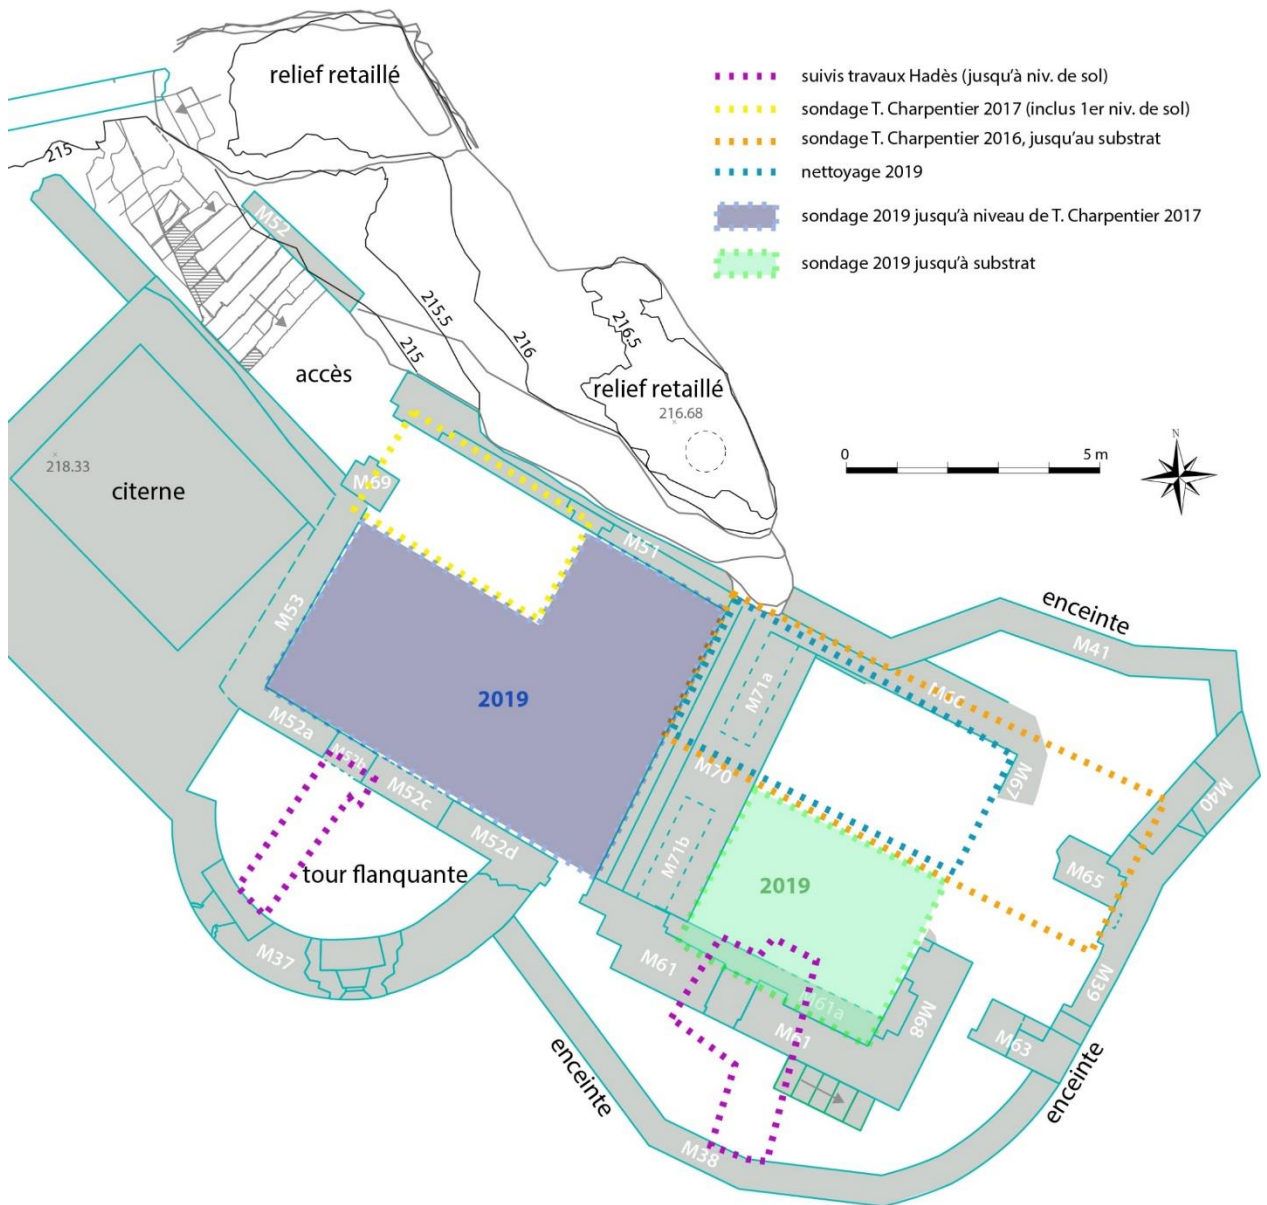 relief retaillé
suivis travaux Hadès (jusqu'à niv. de sol)
sondage T. Charpentier 2017 (inclus 1er niv. de sol)
sondage T. Charpentier 2016, jusqu'au substrat
nettoyage 2019
sondage 2019 jusqu'à niveau de T. Charpentier 2017
sondage 2019 jusqu'à substrat
215
M52
215.5
215
216
216.5
relief retaillé
216.68
accès
0
5 m
N
218.33
citerne
M69
M51
M53
enceinte
M41
M66
M71a
2019
M52a
M52b
M52c
M52d
M70
M67
M40
M71b
2019
M65
tour flanquante
M37
M61
M61a
M61
M68
M39
M63
enceinte
enceinte
M38